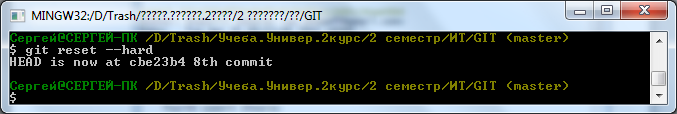 MINGW32:/D/Trash/?????.??????.2????/2 ???????/??/GIT
Сергей@СЕРГЕЙ-ПК /D/Trash/Учеба.Универ.2курс/2 семестр/ИТ/GIT (master)
$ git reset --hard
HEAD is now at cbe23b4 8th commit
Сергей@СЕРГЕЙ-ПК /D/Trash/Учеба.Универ.2курс/2 семестр/ИТ/GIT (master)
$